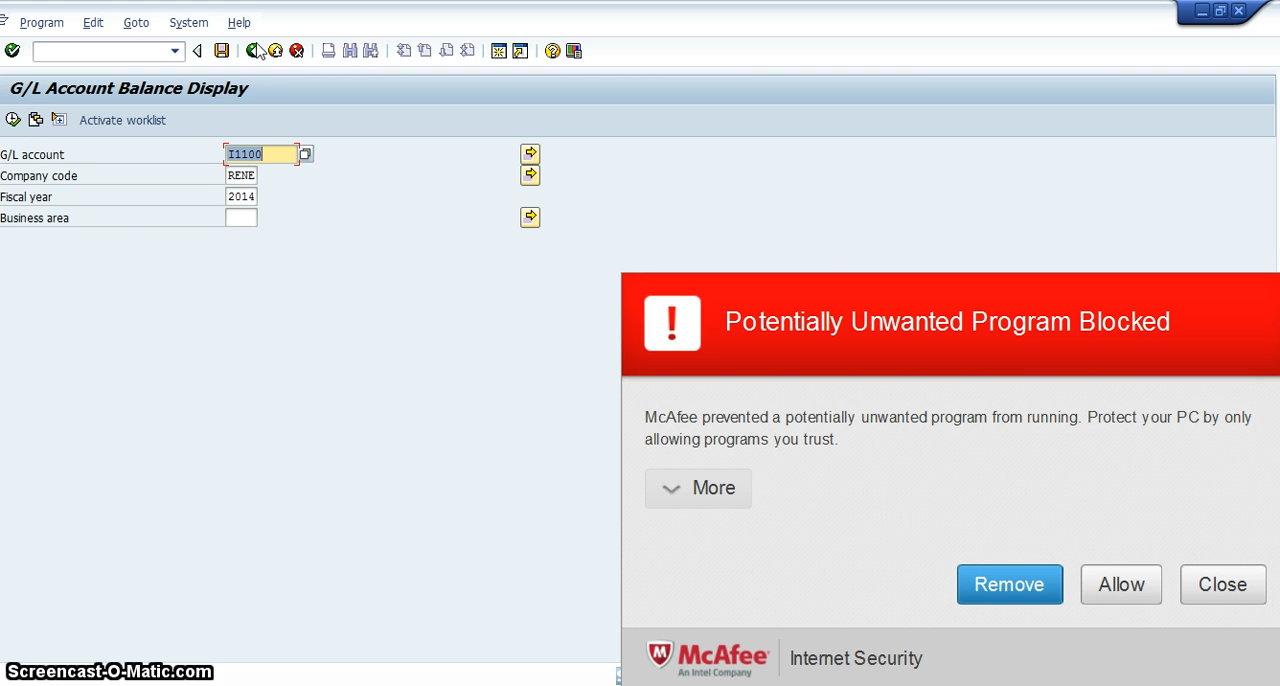 Program Edit Goto System Help
G/L Account Balance Display
Activate worklist
G/L account I1100
Company code RENE
Fiscal year 2014
Business area
! Potentially Unwanted Program Blocked
McAfee prevented a potentially unwanted program from running. Protect your PC by only
allowing programs you trust.
More
Remove Allow Close
McAfee Internet Security
An Intel Company
Screencast-O-Matic.com